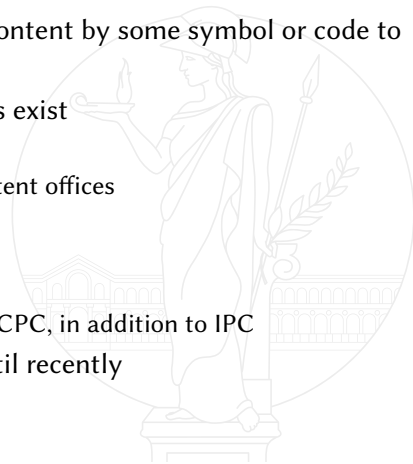 ontent by some symbol or code to
s exist
tent offices
CPC, in addition to IPC
til recently